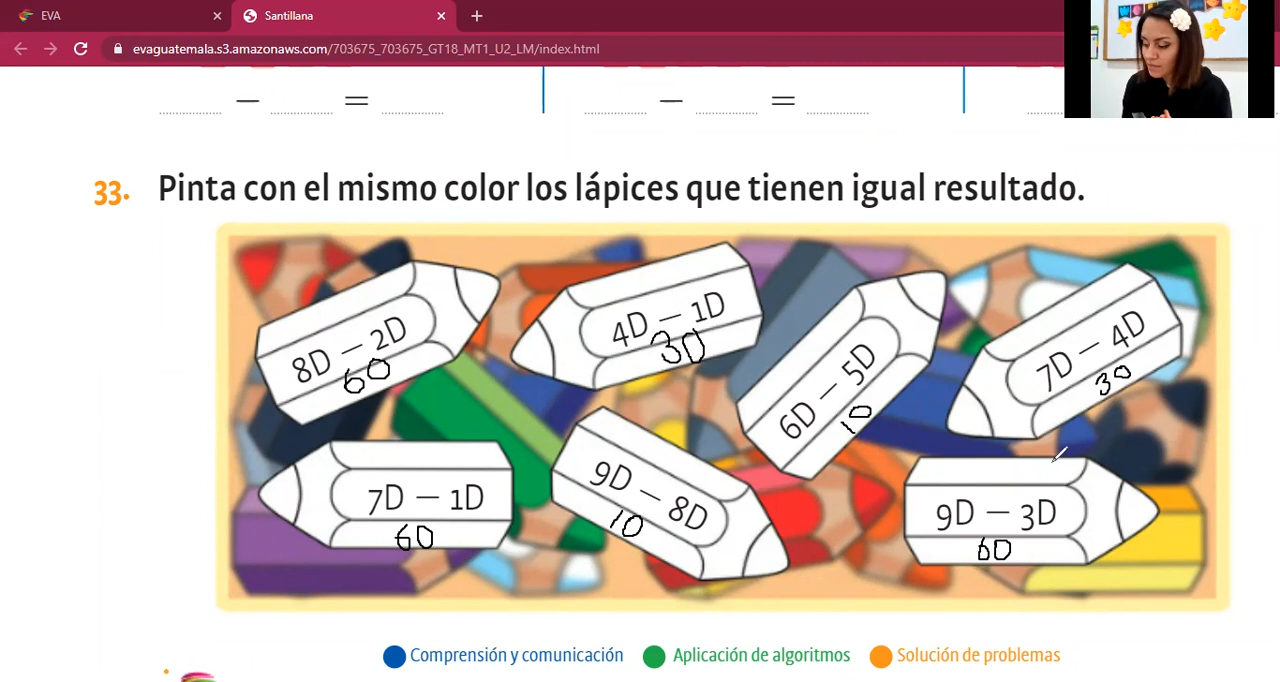 EVA
Santillana
evaguatemala.s3.amazonaws.com/703675_703675_GT18_MT1_U2_LM/index.html
— =
— =
33. Pinta con el mismo color los lápices que tienen igual resultado.
8D — 2D
60
4D — 1D
30
6D — 5D
10
7D — 4D
30
7D — 1D
60
9D — 8D
10
9D — 3D
60
Comprensión y comunicación
Aplicación de algoritmos
Solución de problemas